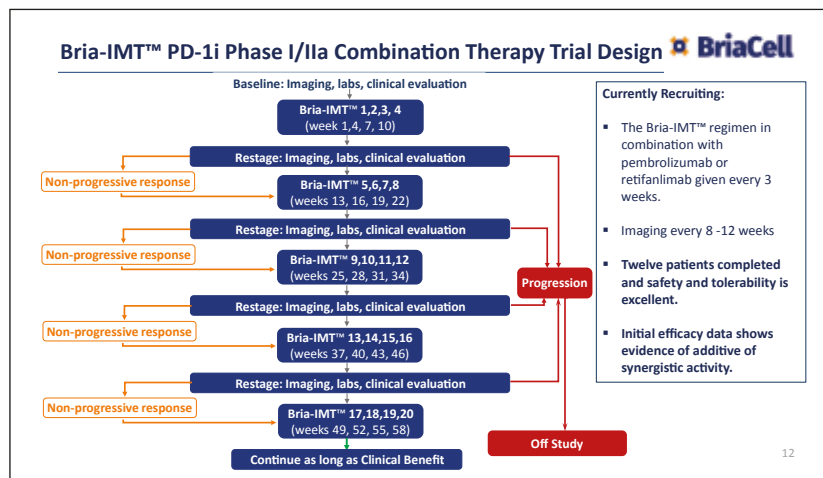 Bria-IMT™ PD-1i Phase I/IIa Combination Therapy Trial Design
BriaCell
Baseline: Imaging, labs, clinical evaluation
Bria-IMT™ 1,2,3, 4
(week 1,4, 7, 10)
Restage: Imaging, labs, clinical evaluation
Non-progressive response
Bria-IMT™ 5,6,7,8
(weeks 13, 16, 19, 22)
Restage: Imaging, labs, clinical evaluation
Non-progressive response
Bria-IMT™ 9,10,11,12
(weeks 25, 28, 31, 34)
Progression
Restage: Imaging, labs, clinical evaluation
Non-progressive response
Bria-IMT™ 13,14,15,16
(weeks 37, 40, 43, 46)
Restage: Imaging, labs, clinical evaluation
Non-progressive response
Bria-IMT™ 17,18,19,20
(weeks 49, 52, 55, 58)
Off Study
Continue as long as Clinical Benefit
Currently Recruiting:
▪ The Bria-IMT™ regimen in
combination with
pembrolizumab or
retifanlimab given every 3
weeks.
▪ Imaging every 8 -12 weeks
▪ Twelve patients completed
and safety and tolerability is
excellent.
▪ Initial efficacy data shows
evidence of additive of
synergistic activity.
12